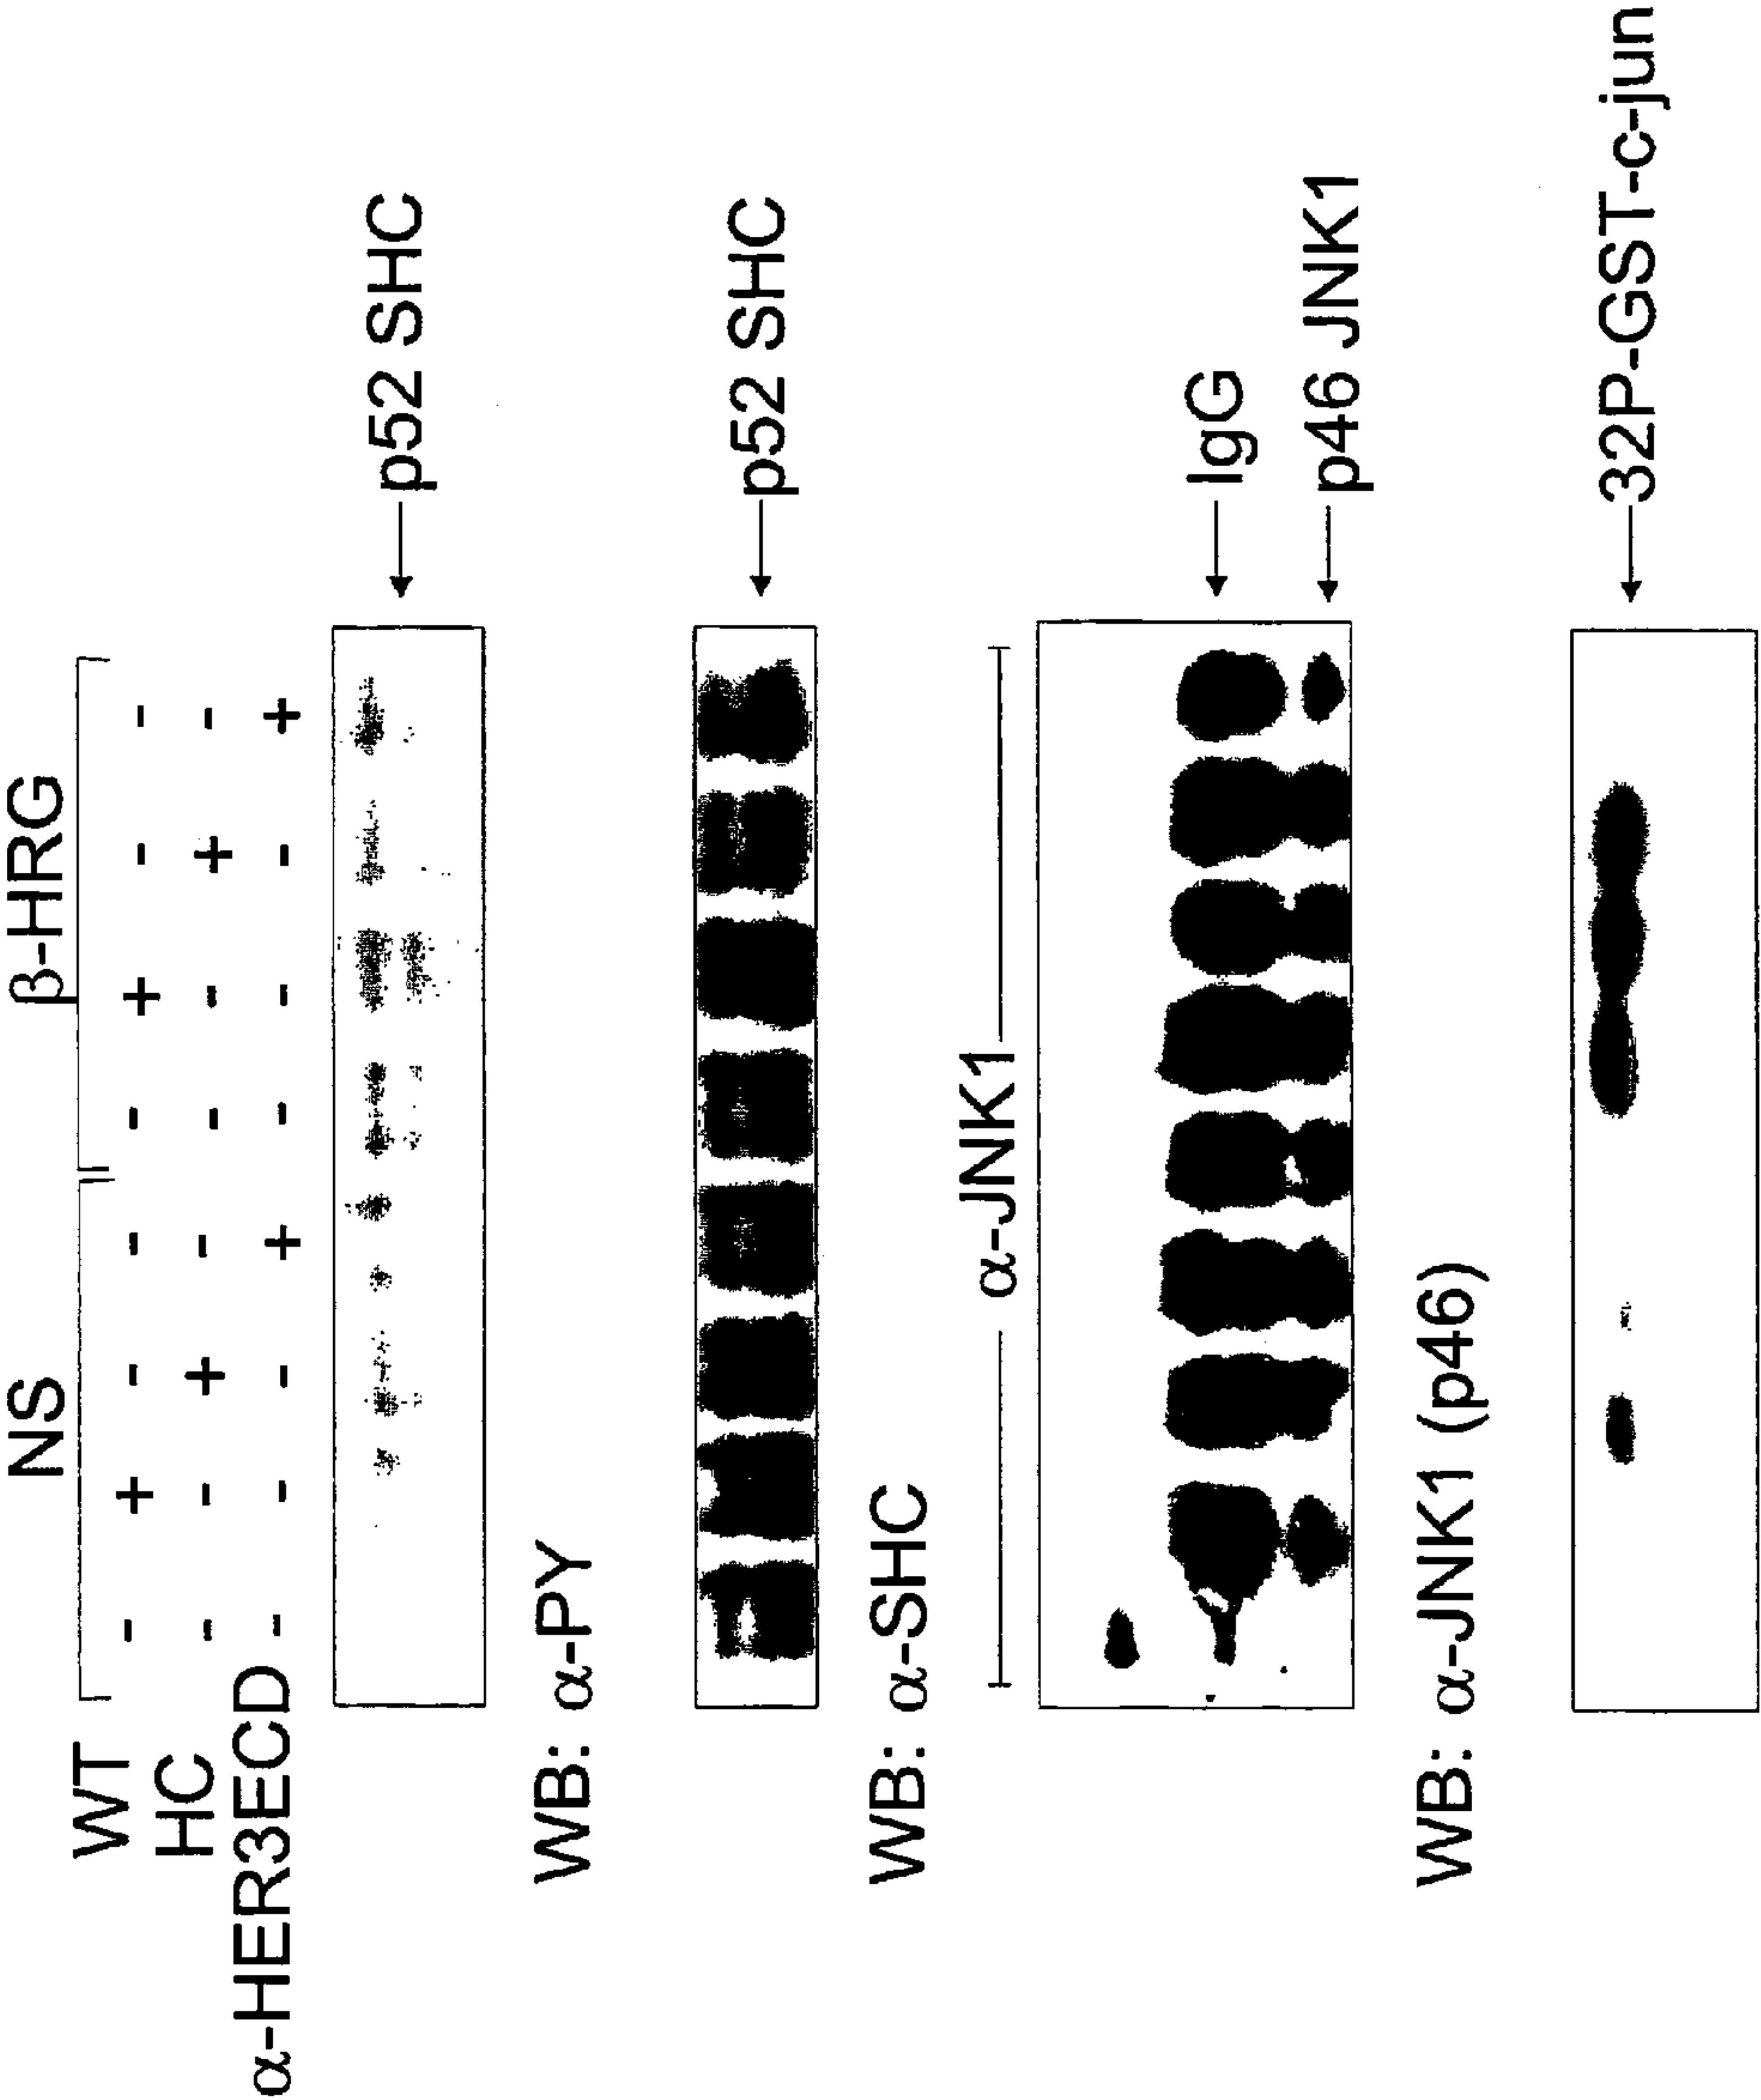 NS β-HRG
WT - + - - - + - -
HC - - + - - - + -
α-HER3ECD - - - + - - - +
p52 SHC
WB: α-PY
p52 SHC
WB: α-SHC
α-JNK1
IgG
p46 JNK1
WB: α-JNK1 (p46)
32P-GST-c-jun